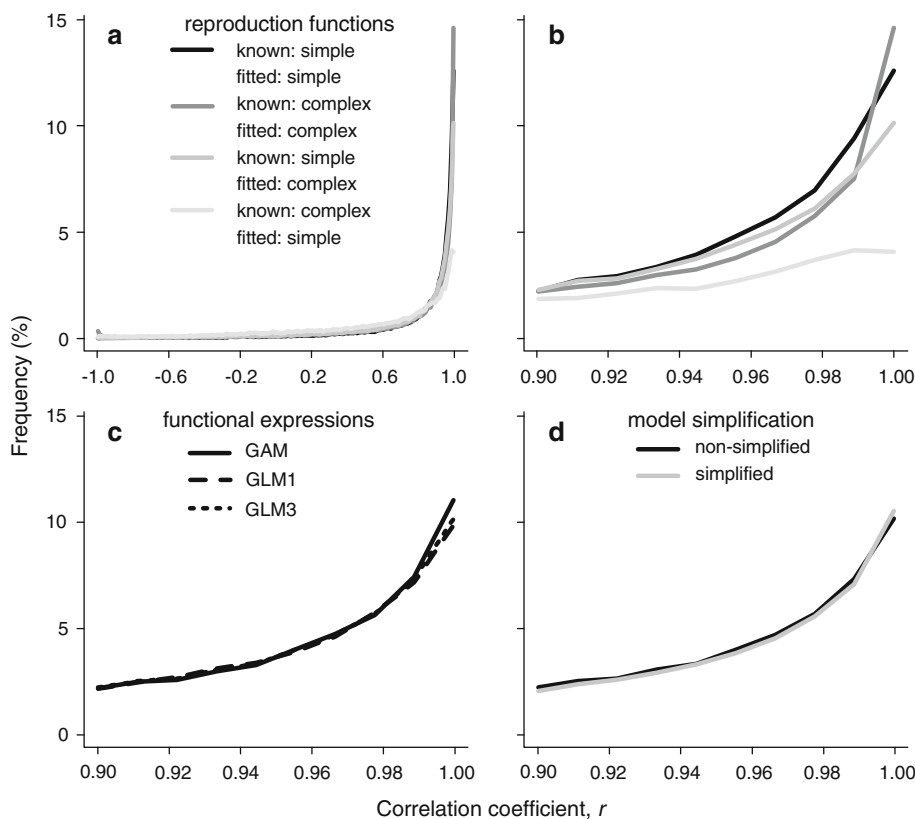 Frequency (%)
a
reproduction functions
known: simple
fitted: simple
known: complex
fitted: complex
known: simple
fitted: complex
known: complex
fitted: simple
15
10
5
0
-1.0 -0.6 -0.2 0.2 0.6 1.0
b
0.90 0.92 0.94 0.96 0.98 1.00
c
functional expressions
GAM
GLM1
GLM3
15
10
5
0
0.90 0.92 0.94 0.96 0.98 1.00
d
model simplification
non-simplified
simplified
0.90 0.92 0.94 0.96 0.98 1.00
Correlation coefficient, r